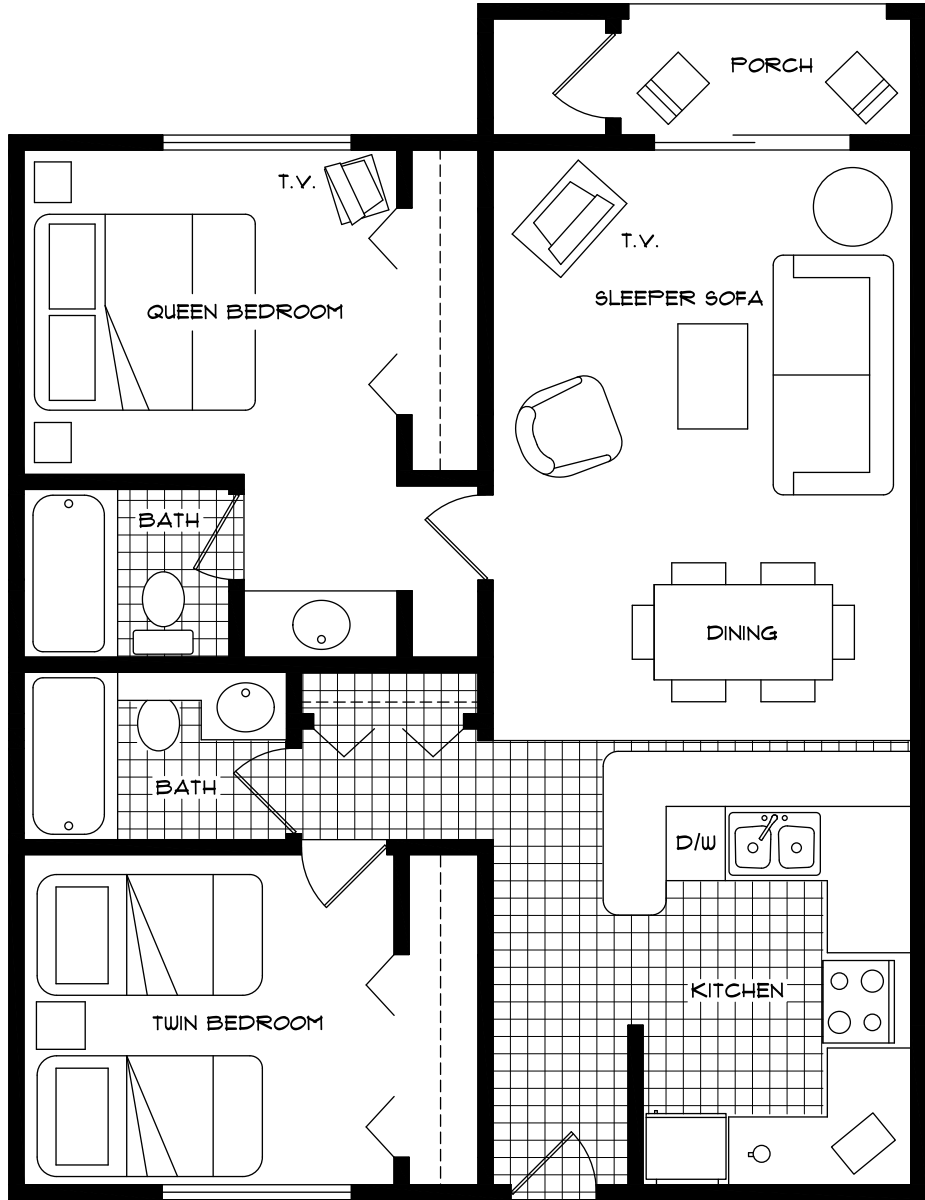 PORCH
T.V.
T.V.
SLEEPER SOFA
QUEEN BEDROOM
BATH
DINING
BATH
D/W
KITCHEN
TWIN BEDROOM